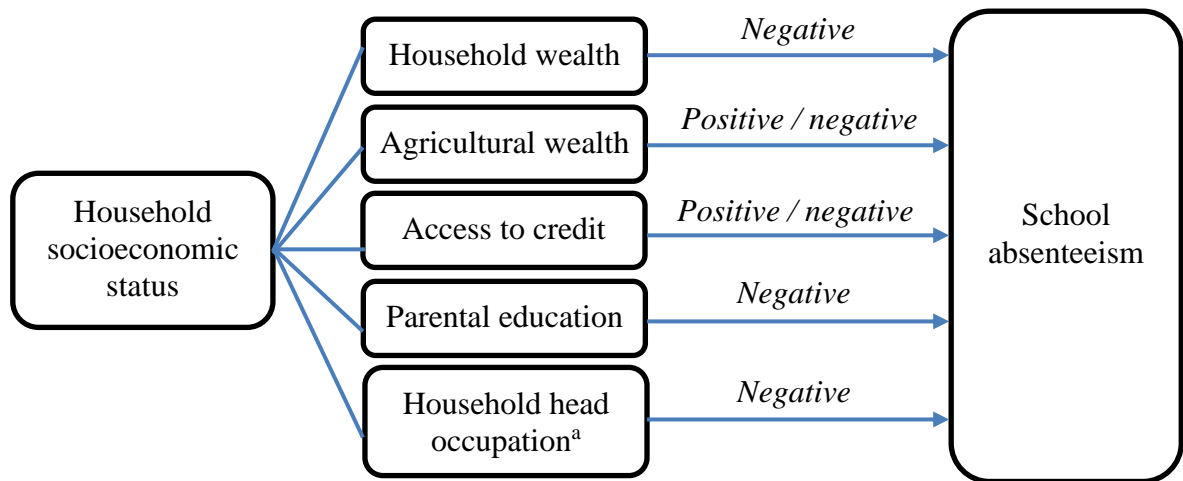 Household
socioeconomic
status
Household wealth
Agricultural wealth
Access to credit
Parental education
Household head
occupationᵃ
Negative
Positive / negative
Positive / negative
Negative
Negative
School
absenteeism